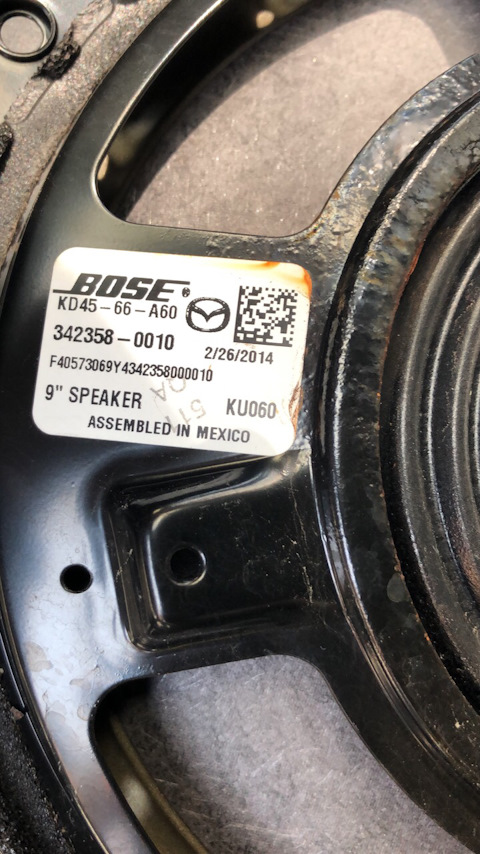 BOSE®
KD45-66-A60
342358-0010
2/26/2014
F40573069Y4342358000010
9" SPEAKER KU060
ASSEMBLED IN MEXICO